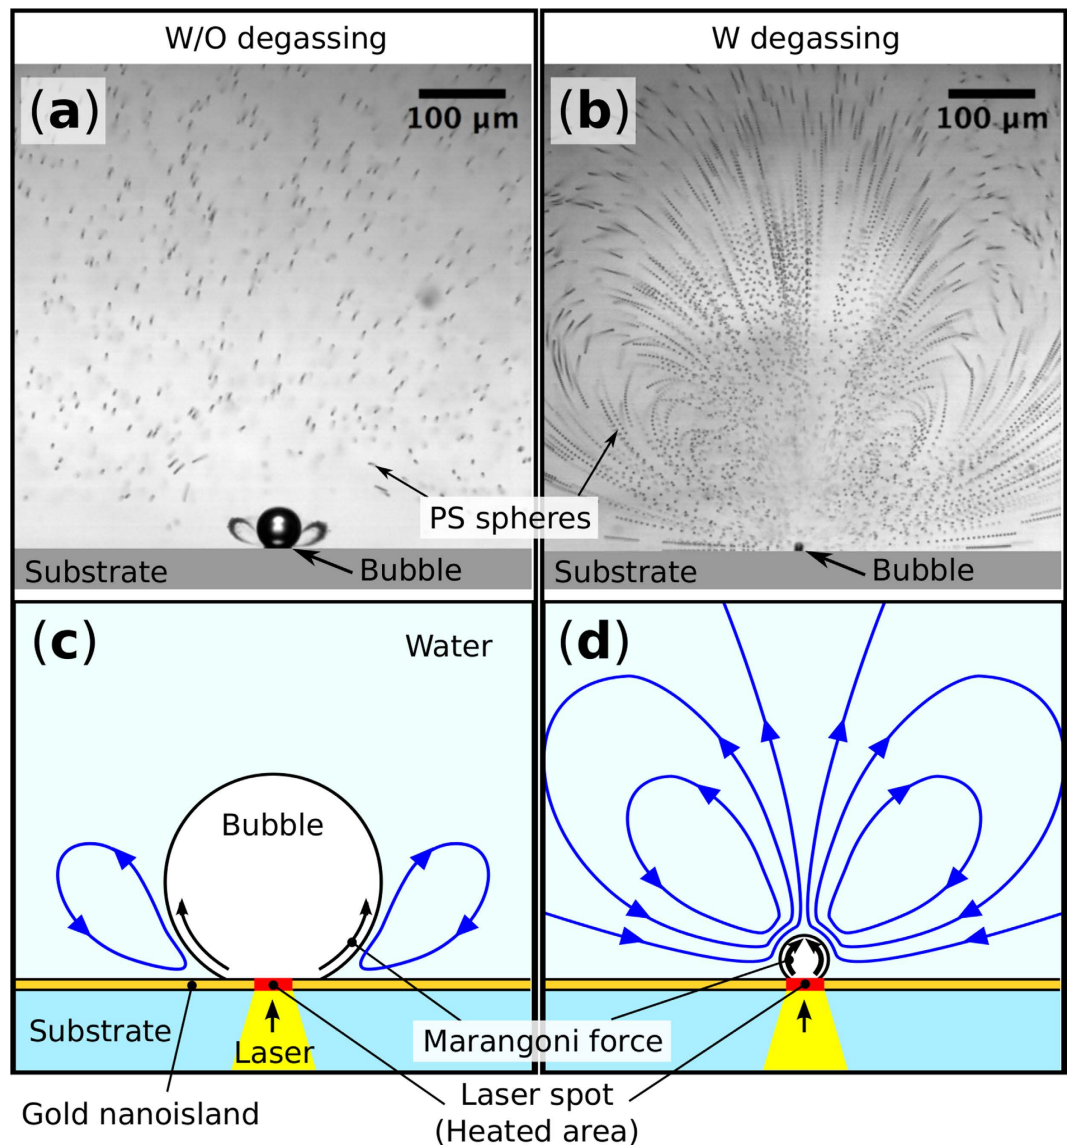 W/O degassing
W degassing
(a)
100 µm
(b)
100 µm
PS spheres
Substrate
Bubble
Substrate
Bubble
(c)
Water
(d)
Bubble
Substrate
Laser
Marangoni force
Gold nanoisland
Laser spot
(Heated area)